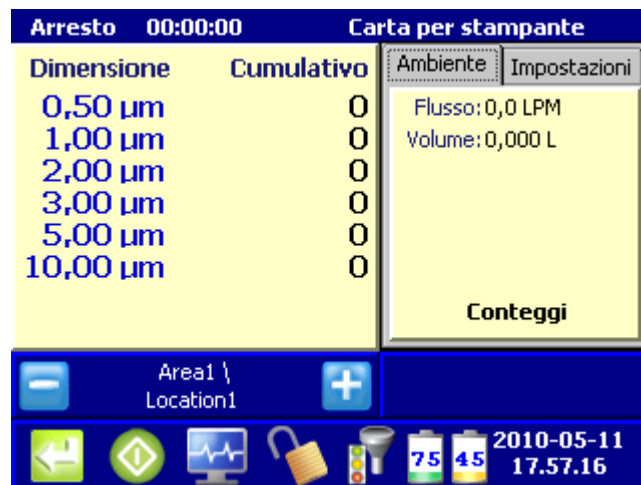 Arresto 00:00:00 Carta per stampante
Dimensione Cumulativo
0,50 µm 0
1,00 µm 0
2,00 µm 0
3,00 µm 0
5,00 µm 0
10,00 µm 0
Ambiente Impostazioni
Flusso: 0,0 LPM
Volume: 0,000 L
Conteggi
Area1 \
Location1
75 45
2010-05-11
17.57.16